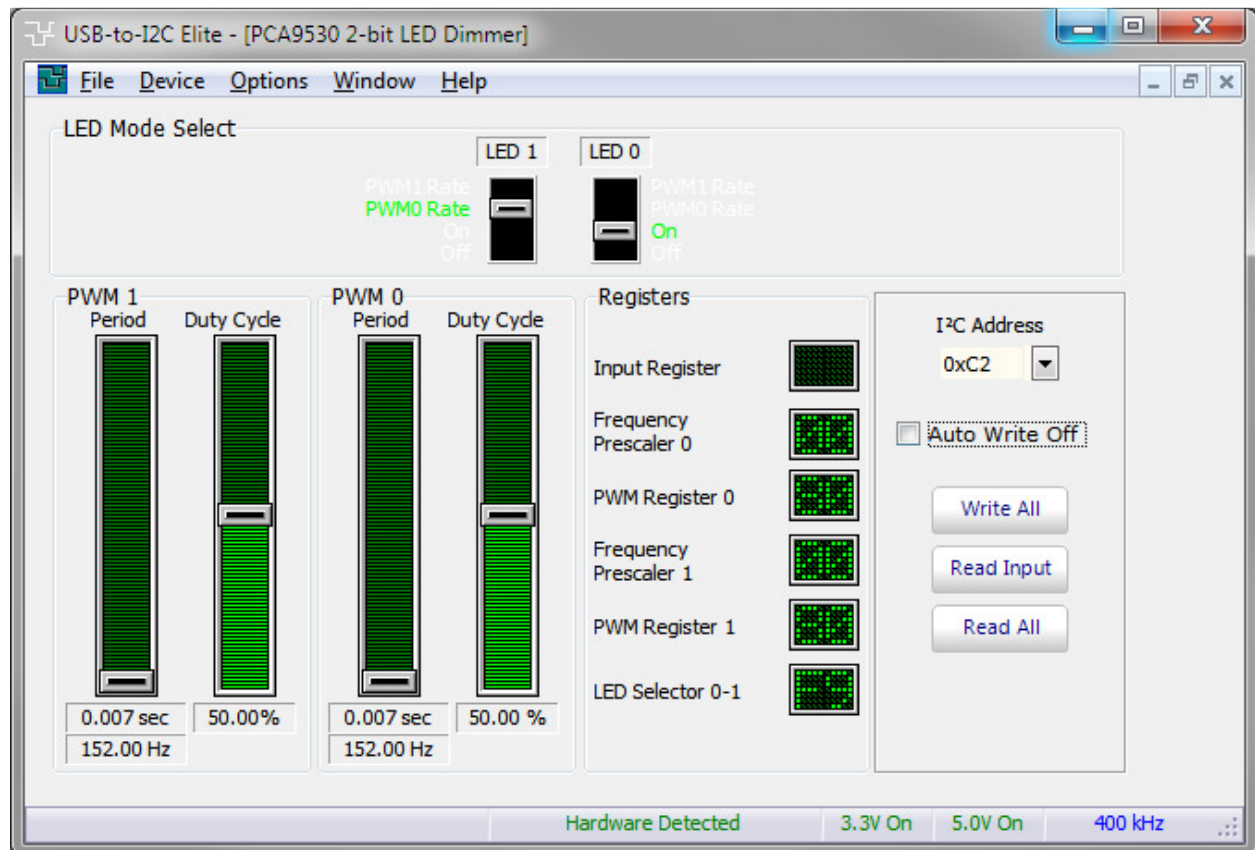 USB-to-I2C Elite - [PCA9530 2-bit LED Dimmer]
File Device Options Window Help
LED Mode Select
LED 1 LED 0
PWM1 Rate PWM1 Rate
PWM0 Rate PWM0 Rate
On On
Off Off
PWM 1 PWM 0 Registers
Period Duty Cycle Period Duty Cycle
I²C Address
0xC2
Input Register
Frequency
Prescaler 0
Auto Write Off
PWM Register 0
Write All
Frequency
Prescaler 1
Read Input
PWM Register 1
Read All
LED Selector 0-1
0.007 sec 50.00% 0.007 sec 50.00 %
152.00 Hz 152.00 Hz
Hardware Detected 3.3V On 5.0V On 400 kHz